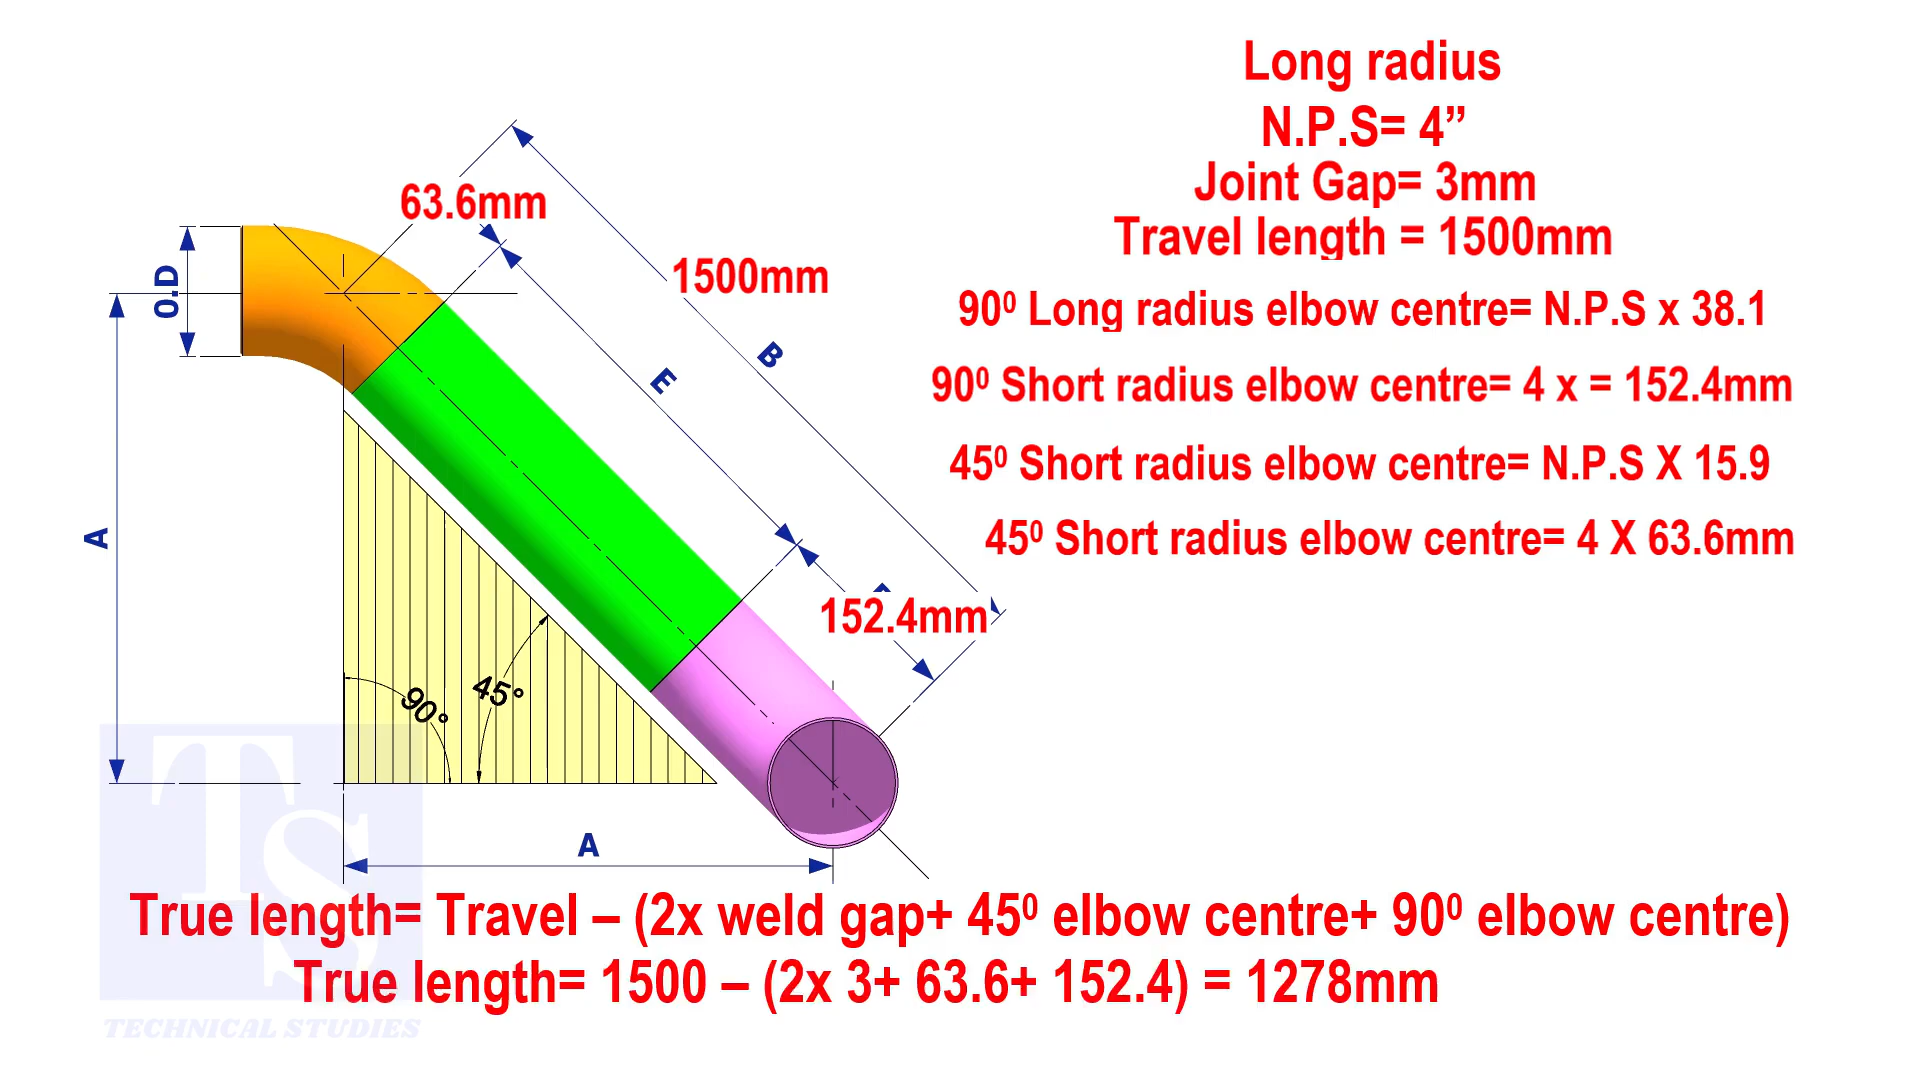 Long radius
N.P.S= 4”
Joint Gap= 3mm
Travel length = 1500mm
90⁰ Long radius elbow centre= N.P.S x 38.1
90⁰ Short radius elbow centre= 4 x = 152.4mm
45⁰ Short radius elbow centre= N.P.S X 15.9
45⁰ Short radius elbow centre= 4 X 63.6mm
63.6mm
1500mm
O.D
B
E
A
152.4mm
45°
90°
A
True length= Travel – (2x weld gap+ 45⁰ elbow centre+ 90⁰ elbow centre)
True length= 1500 – (2x 3+ 63.6+ 152.4) = 1278mm
TS
TECHNICAL STUDIES